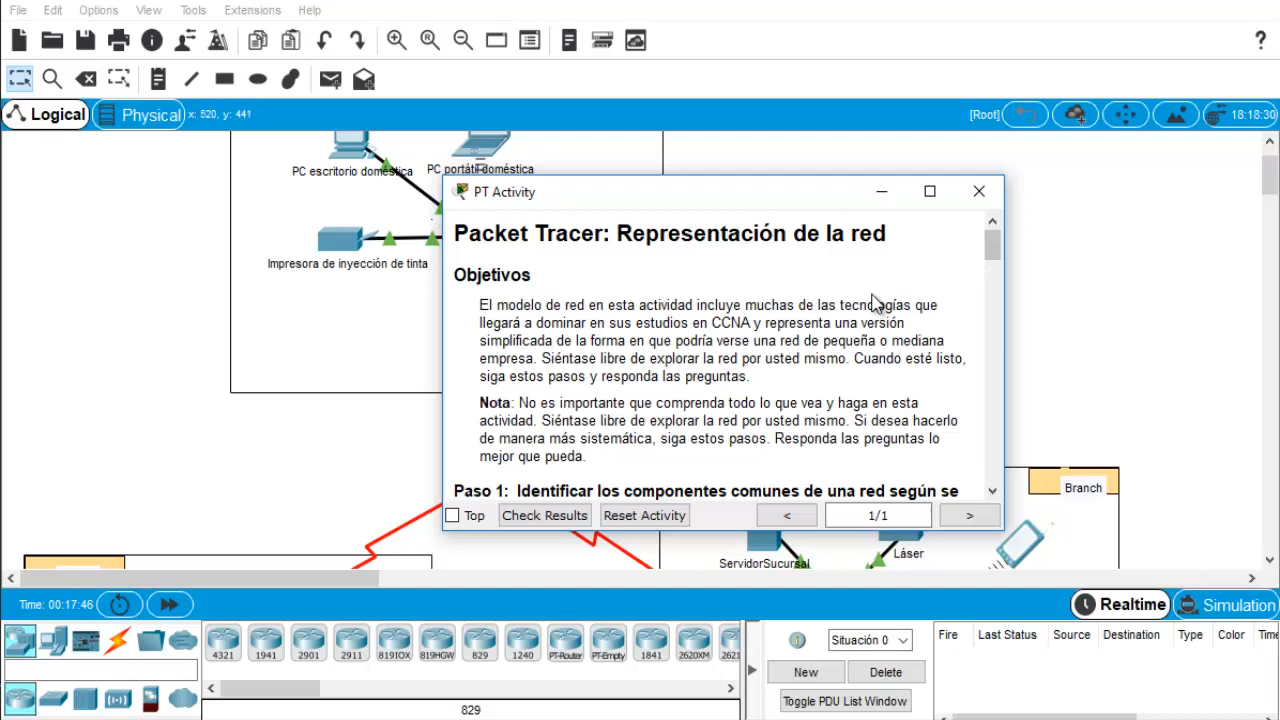 File Edit Options View Tools Extensions Help
?
Logical Physical x: 520, y: 441 [Root] 18:18:30
PC escritorio doméstica PC portátil doméstica
Impresora de inyección de tinta
PT Activity
Packet Tracer: Representación de la red
Objetivos
El modelo de red en esta actividad incluye muchas de las tecnologías que
llegará a dominar en sus estudios en CCNA y representa una versión
simplificada de la forma en que podría verse una red de pequeña o mediana
empresa. Siéntase libre de explorar la red por usted mismo. Cuando esté listo,
siga estos pasos y responda las preguntas.
Nota: No es importante que comprenda todo lo que vea y haga en esta
actividad. Siéntase libre de explorar la red por usted mismo. Si desea hacerlo
de manera más sistemática, siga estos pasos. Responda las preguntas lo
mejor que pueda.
Paso 1: Identificar los componentes comunes de una red según se
Top Check Results Reset Activity < 1/1 >
Branch
ServidorSucursal Láser
Time: 00:17:46 Realtime Simulation
4321 1941 2901 2911 819IOX 819HGW 829 1240 PT-Router PT-Empty 1841 2620XM 2621
829
Situación 0
New Delete
Toggle PDU List Window
Fire Last Status Source Destination Type Color Time